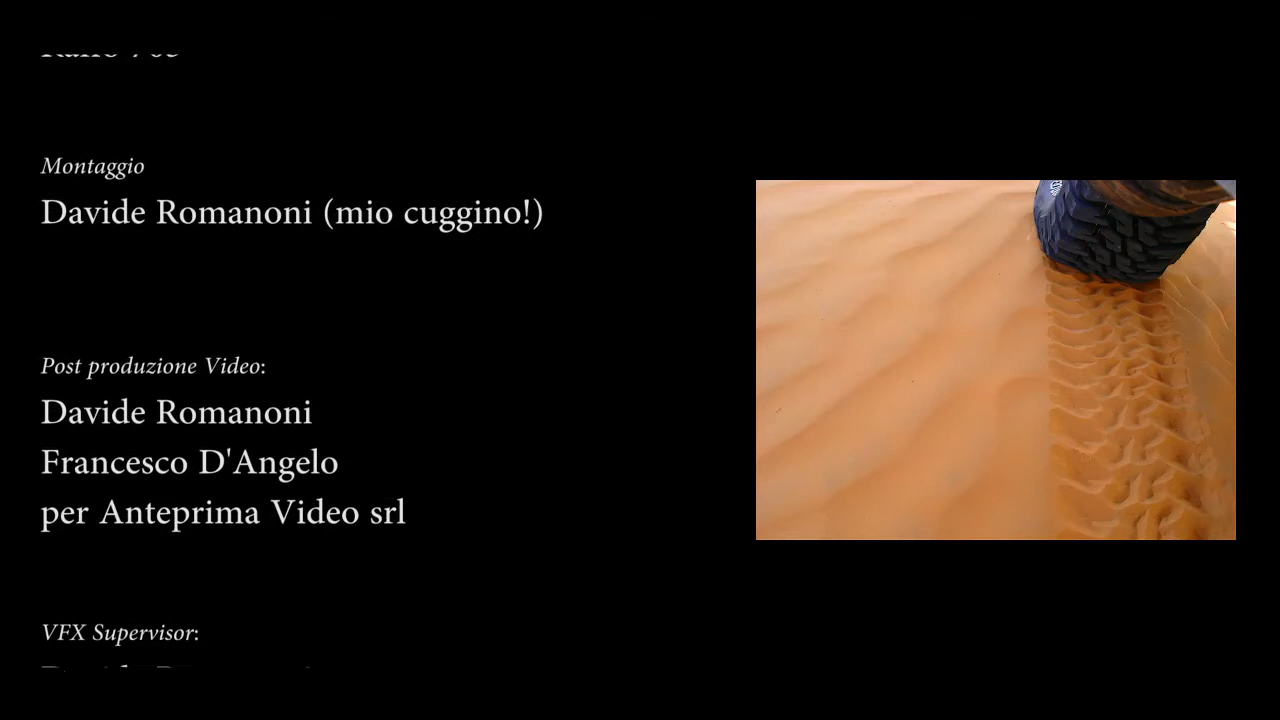 Montaggio
Davide Romanoni (mio cuggino!)
Post produzione Video:
Davide Romanoni
Francesco D'Angelo
per Anteprima Video srl
VFX Supervisor: